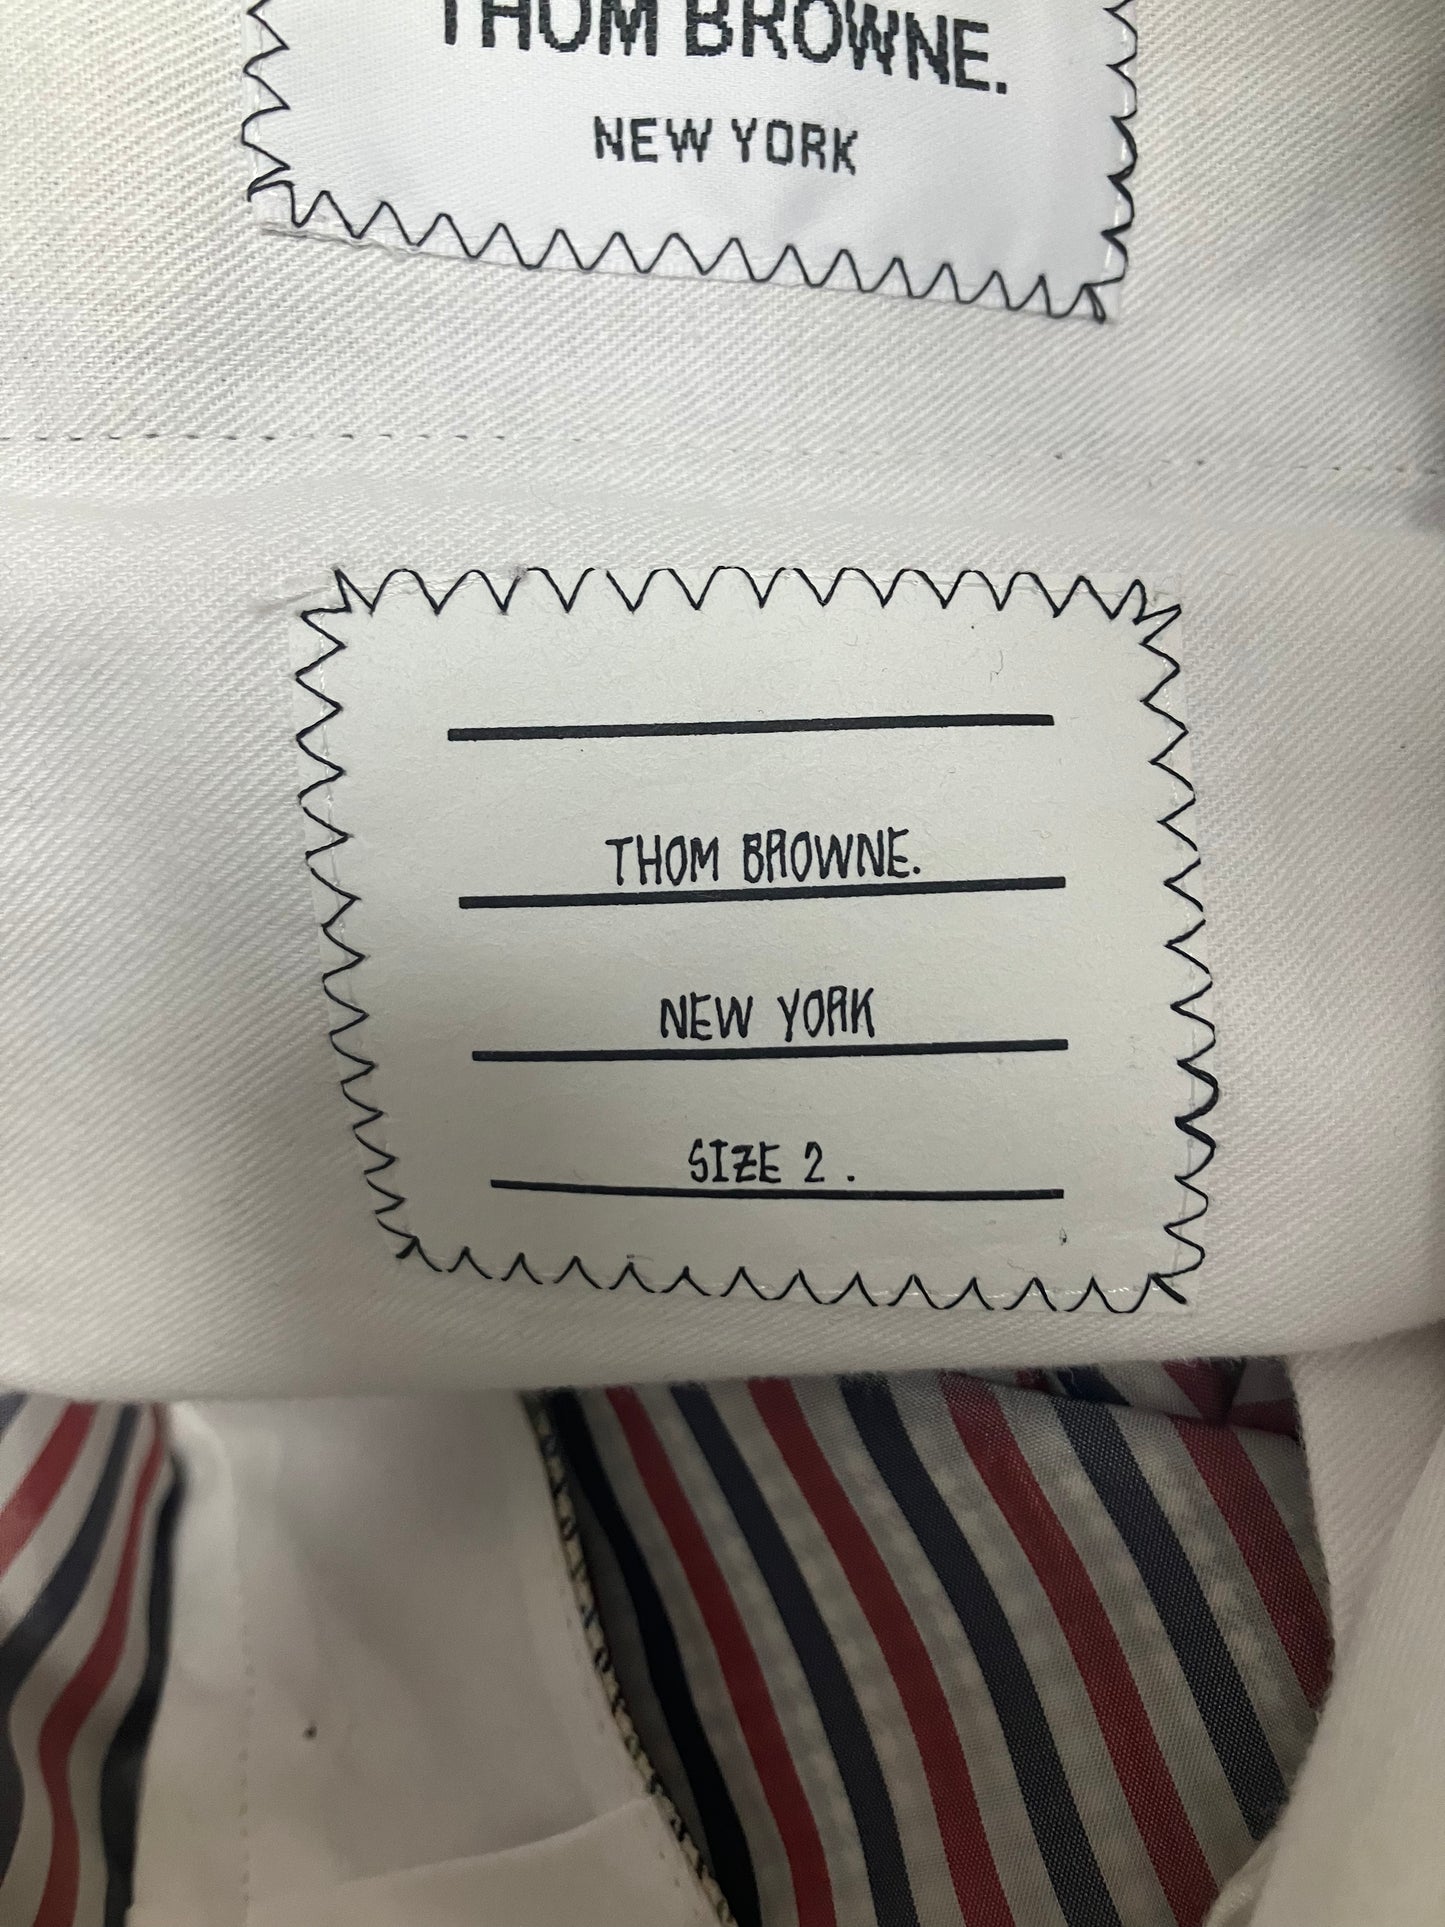 THOM BROWNE.
NEW YORK
THOM BROWNE.
NEW YORK
SIZE 2.